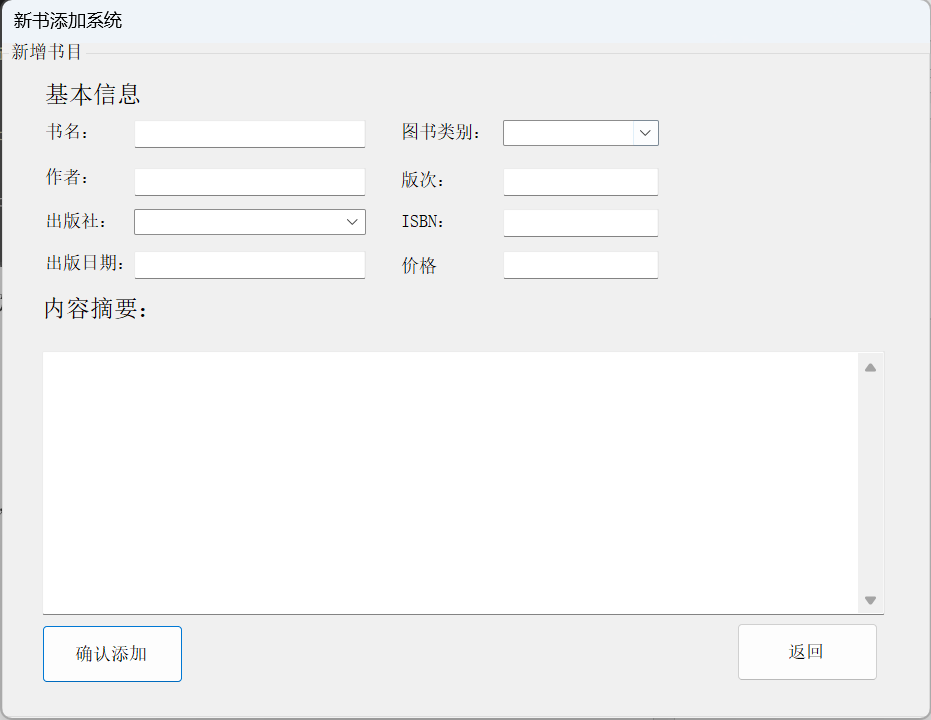 新书添加系统
新增书目
基本信息
书名：
图书类别：
作者：
版次：
出版社：
ISBN：
出版日期：
价格
内容摘要：
确认添加
返回